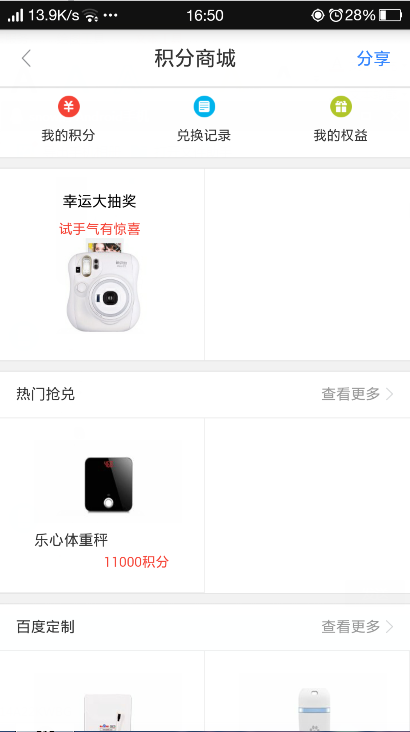 13.9K/s 16:50 28%
积分商城 分享
我的积分 兑换记录 我的权益
幸运大抽奖
试手气有惊喜
热门抢兑 查看更多
乐心体重秤
11000积分
百度定制 查看更多